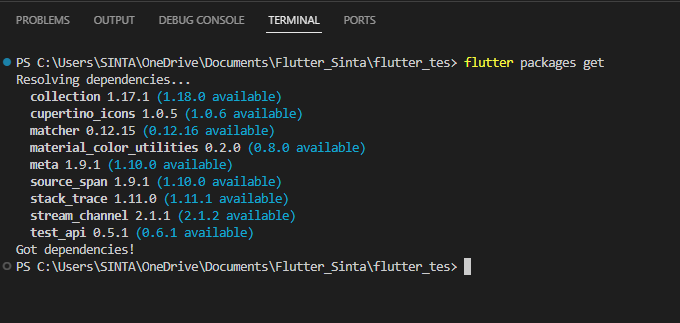 PROBLEMS OUTPUT DEBUG CONSOLE TERMINAL PORTS
PS C:\Users\SINTA\OneDrive\Documents\Flutter_Sinta\flutter_tes> flutter packages get
Resolving dependencies...
collection 1.17.1 (1.18.0 available)
cupertino_icons 1.0.5 (1.0.6 available)
matcher 0.12.15 (0.12.16 available)
material_color_utilities 0.2.0 (0.8.0 available)
meta 1.9.1 (1.10.0 available)
source_span 1.9.1 (1.10.0 available)
stack_trace 1.11.0 (1.11.1 available)
stream_channel 2.1.1 (2.1.2 available)
test_api 0.5.1 (0.6.1 available)
Got dependencies!
PS C:\Users\SINTA\OneDrive\Documents\Flutter_Sinta\flutter_tes>